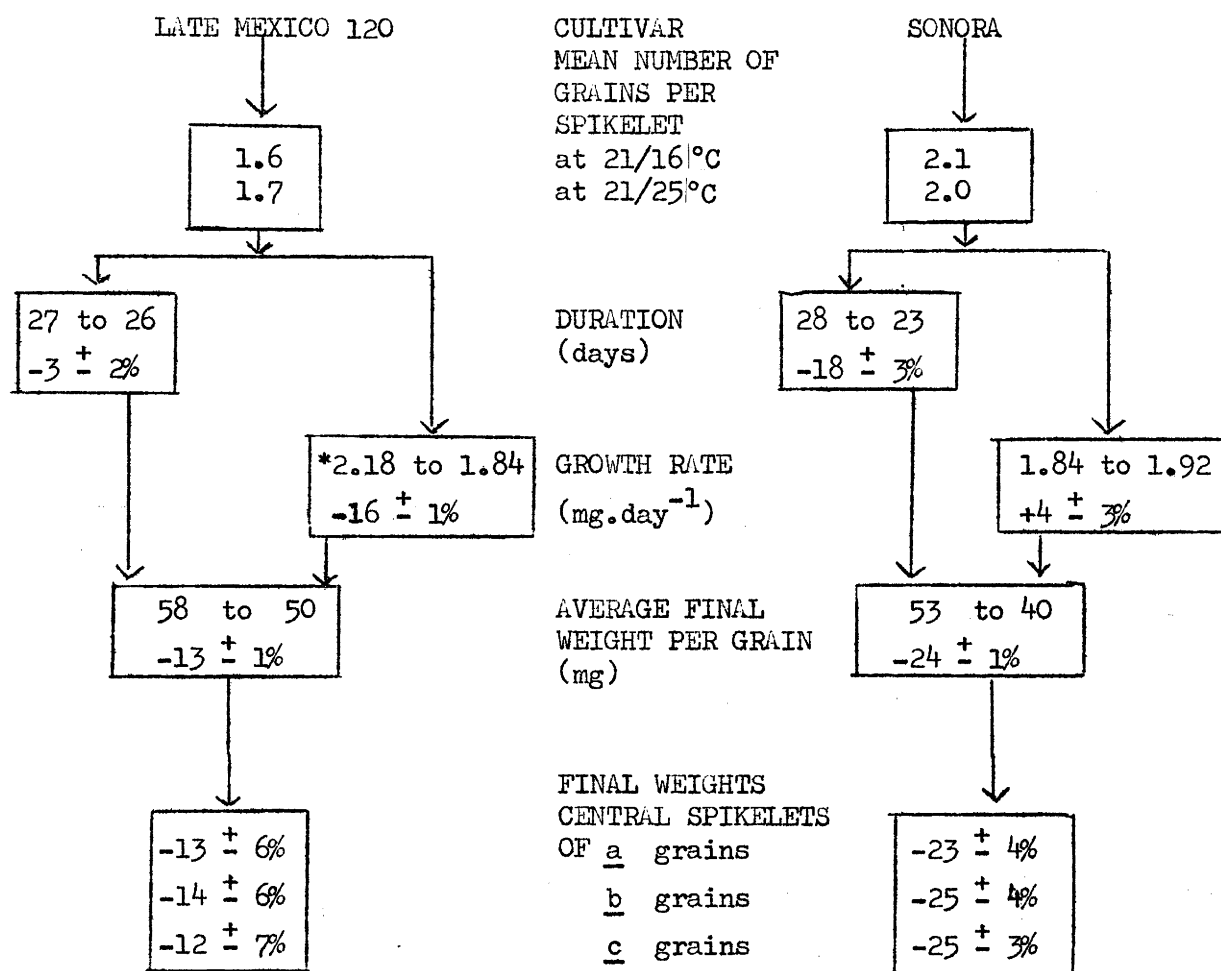 LATE MEXICO 120 CULTIVAR SONORA
MEAN NUMBER OF
GRAINS PER
SPIKELET
1.6 at 21/16°C 2.1
1.7 at 21/25°C 2.0
27 to 26 DURATION 28 to 23
-3 ± 2% (days) -18 ± 3%
*2.18 to 1.84 GROWTH RATE 1.84 to 1.92
-16 ± 1% (mg.day⁻¹) +4 ± 3%
58 to 50 AVERAGE FINAL 53 to 40
-13 ± 1% WEIGHT PER GRAIN -24 ± 1%
(mg)
FINAL WEIGHTS
CENTRAL SPIKELETS
-13 ± 6% OF a grains -23 ± 4%
-14 ± 6% b grains -25 ± 4%
-12 ± 7% c grains -25 ± 3%